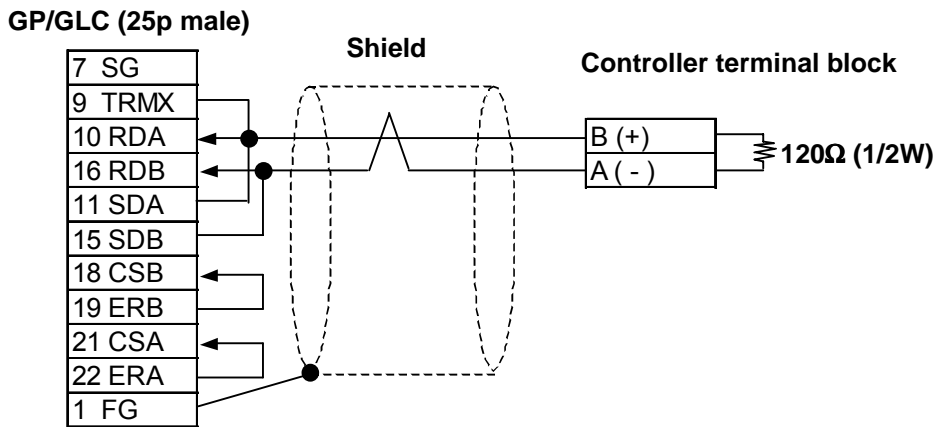 GP/GLC (25p male)
Shield
Controller terminal block
7 SG
9 TRMX
10 RDA
16 RDB
11 SDA
15 SDB
18 CSB
19 ERB
21 CSA
22 ERA
1 FG
B (+)
A ( - )
120Ω (1/2W)